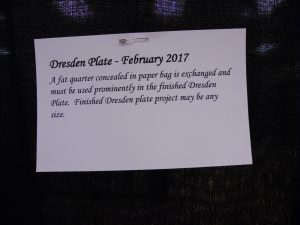 Dresden Plate - February 2017
A fat quarter concealed in paper bag is exchanged and
must be used prominently in the finished Dresden
Plate. Finished Dresden plate project may be any
size.